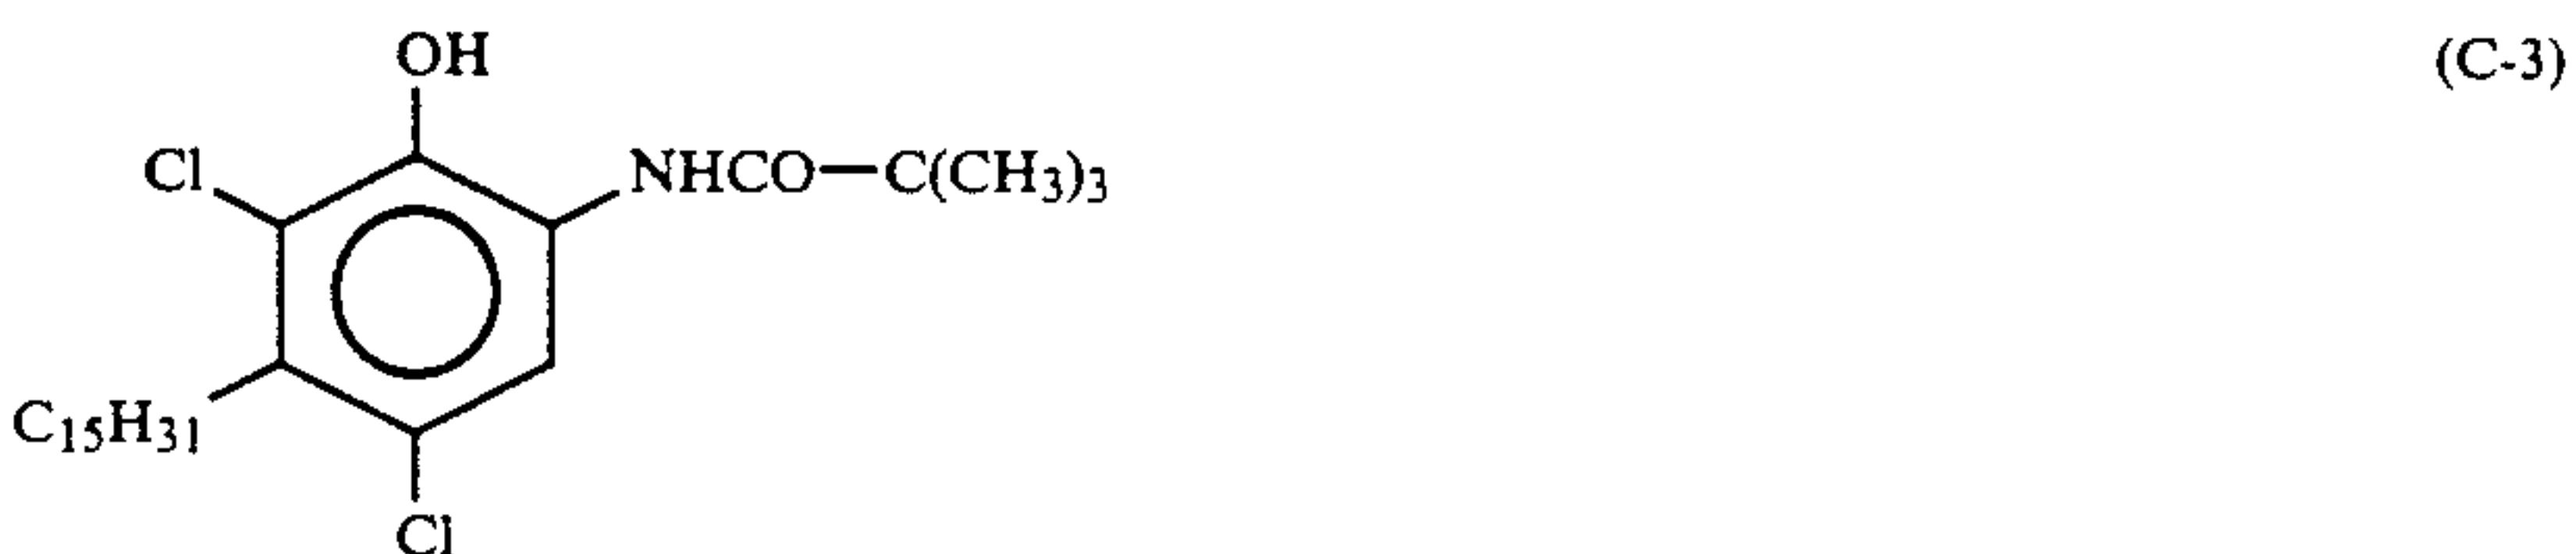 OH
(C-3)
Cl
NHCO—C(CH₃)₃
C₁₅H₃₁
Cl